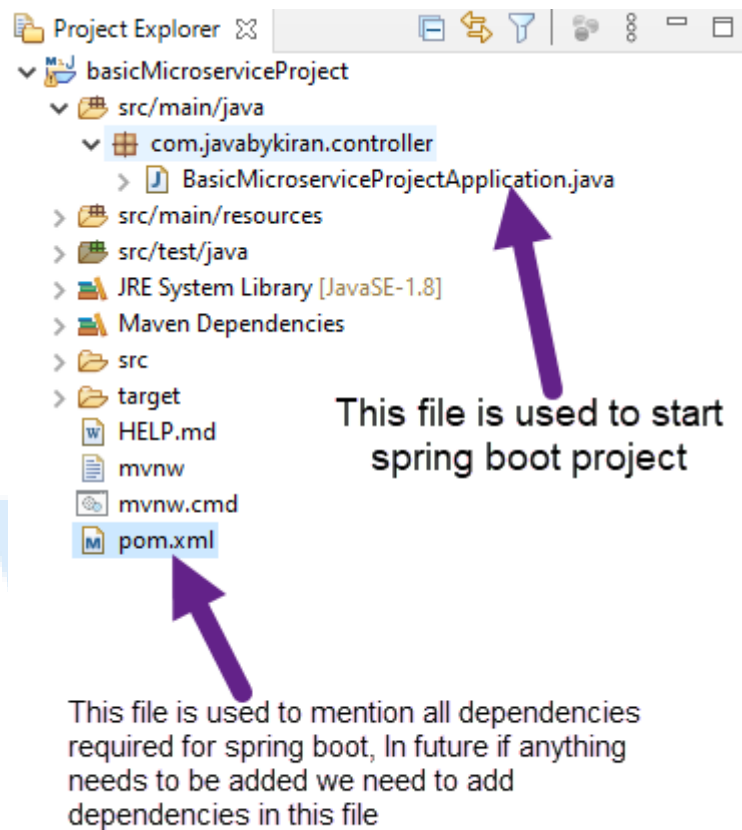 Project Explorer
basicMicroserviceProject
src/main/java
com.javabykiran.controller
BasicMicroserviceProjectApplication.java
src/main/resources
src/test/java
JRE System Library [JavaSE-1.8]
Maven Dependencies
src
target
HELP.md
mvnw
mvnw.cmd
pom.xml
This file is used to start
spring boot project
This file is used to mention all dependencies
required for spring boot, In future if anything
needs to be added we need to add
dependencies in this file